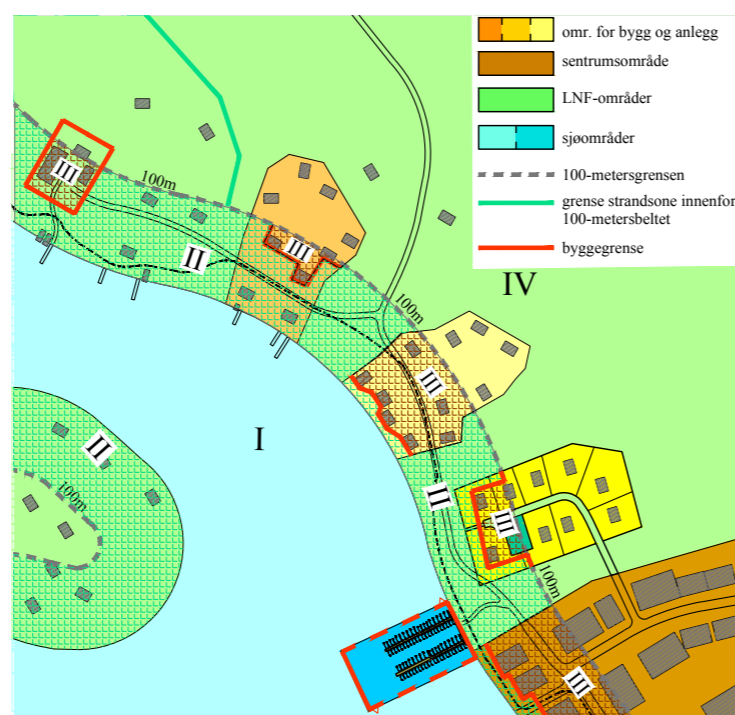 omr. for bygg og anlegg
sentrumsområde
LNF-områder
sjøområder
100-metersgrensen
grense strandsone innenfor
100-metersbeltet
byggegrense
III
100m
II
III
IV
100m
III
I
II
100m
II
III
100m
III